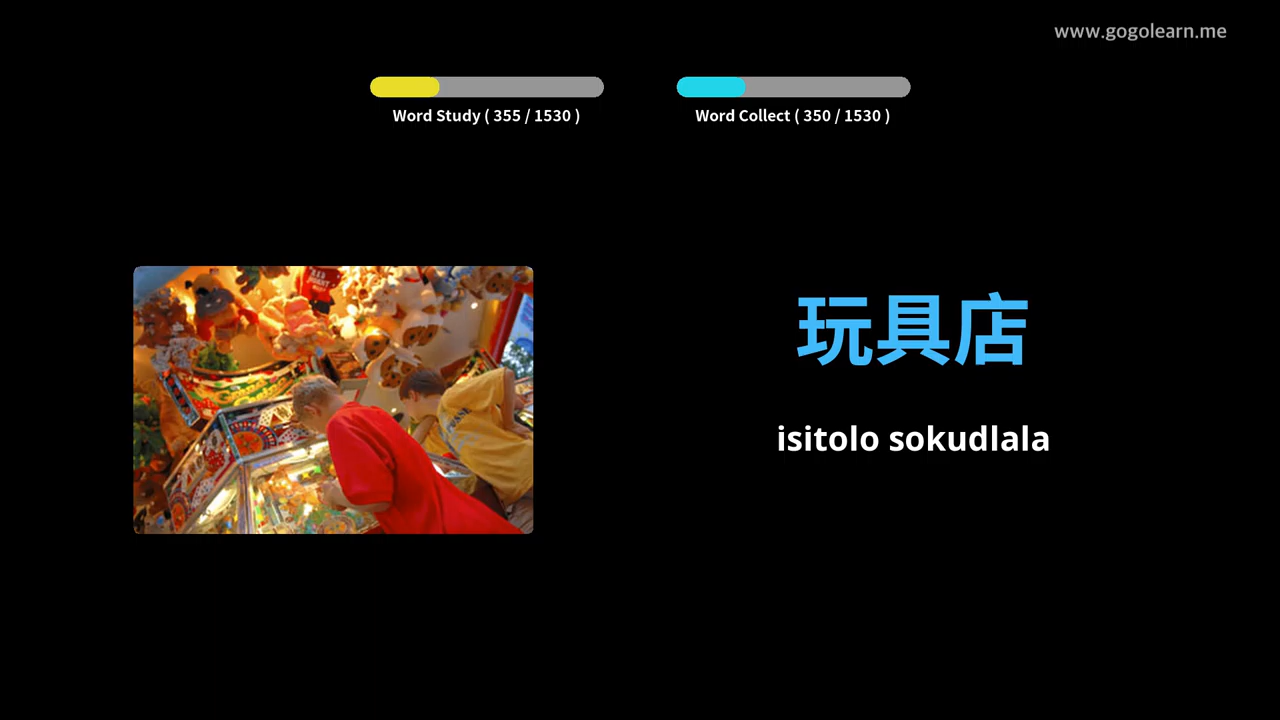 www.gogolearn.me
Word Study ( 355 / 1530 )
Word Collect ( 350 / 1530 )
玩具店
isitolo sokudlala